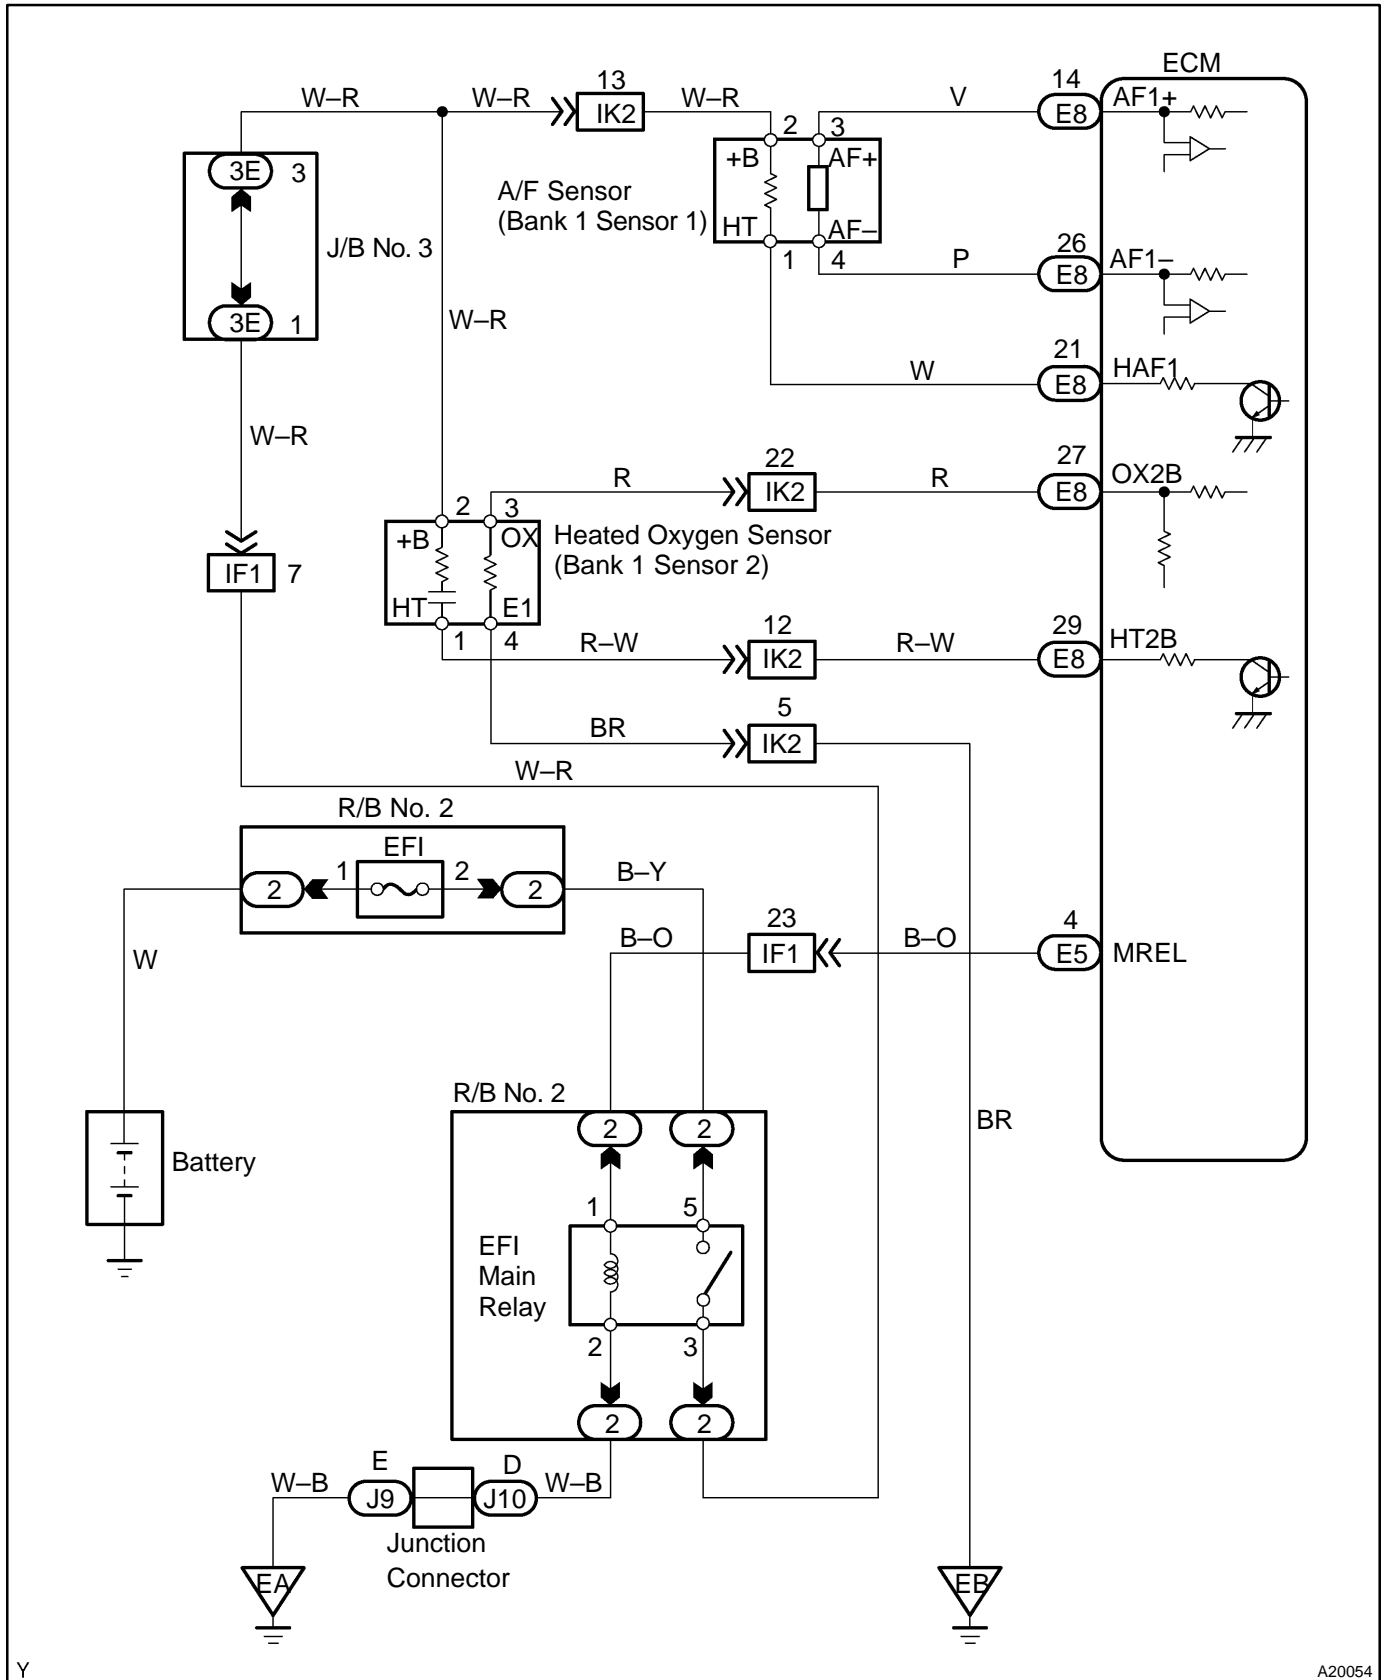 ECM
13
14
W–R
W–R
IK2
W–R
V
E8
AF1+
2
3
3E
3
+B
AF+
A/F Sensor
(Bank 1 Sensor 1)
HT
AF–
J/B No. 3
1
4
P
26
E8
AF1–
3E
1
W–R
21
W
E8
HAF1
W–R
22
27
R
IK2
R
E8
OX2B
2
3
+B
OX
Heated Oxygen Sensor
(Bank 1 Sensor 2)
IF1
7
HT
E1
1
4
12
29
R–W
IK2
R–W
E8
HT2B
5
BR
IK2
W–R
R/B No. 2
EFI
2
1
2
2
B–Y
23
4
B–O
IF1
B–O
E5
MREL
W
R/B No. 2
2
2
BR
Battery
1
5
EFI
Main
Relay
2
3
2
2
E
D
W–B
J9
J10
W–B
Junction
Connector
EA
EB
Y
A20054